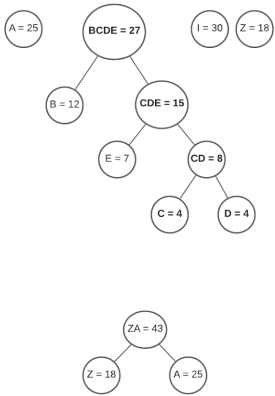 A = 25
BCDE = 27
I = 30
Z = 18
B = 12
CDE = 15
E = 7
CD = 8
C = 4
D = 4
ZA = 43
Z = 18
A = 25